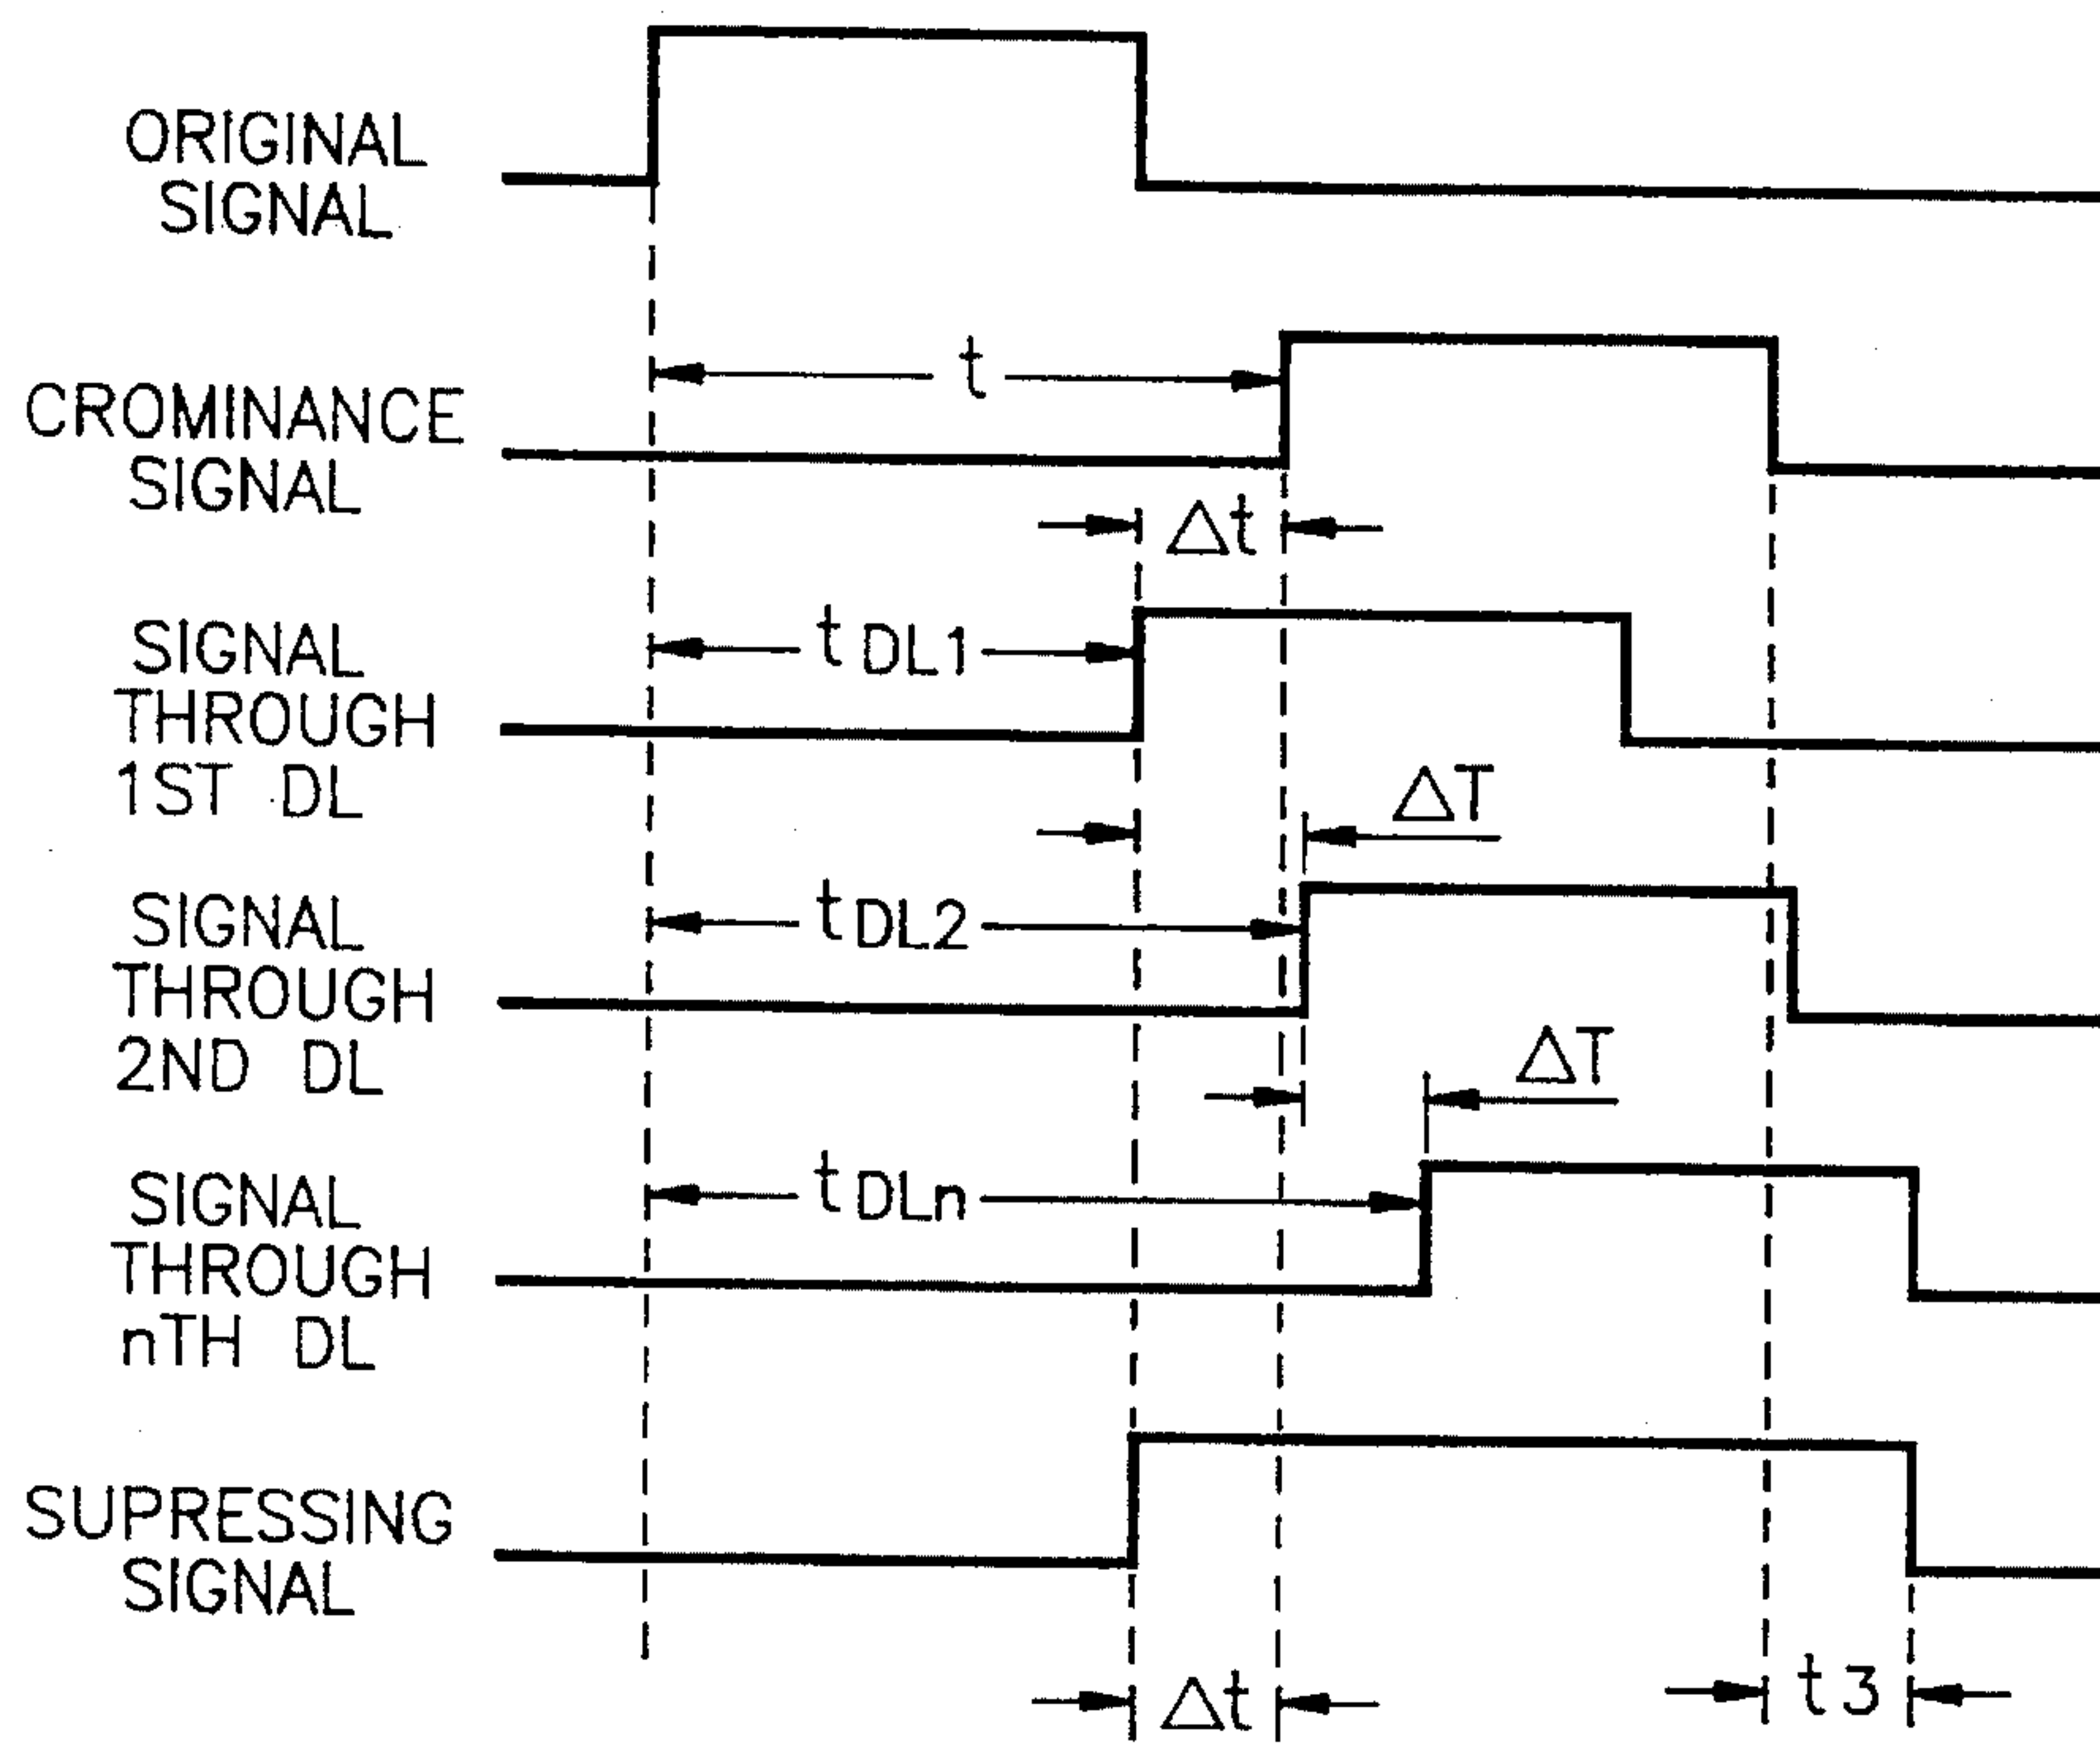 ORIGINAL
SIGNAL
t
CROMINANCE
SIGNAL
Δt
SIGNAL
THROUGH
1ST DL
tDL1
ΔT
SIGNAL
THROUGH
2ND DL
tDL2
ΔT
SIGNAL
THROUGH
nTH DL
tDLn
SUPRESSING
SIGNAL
Δt
t3